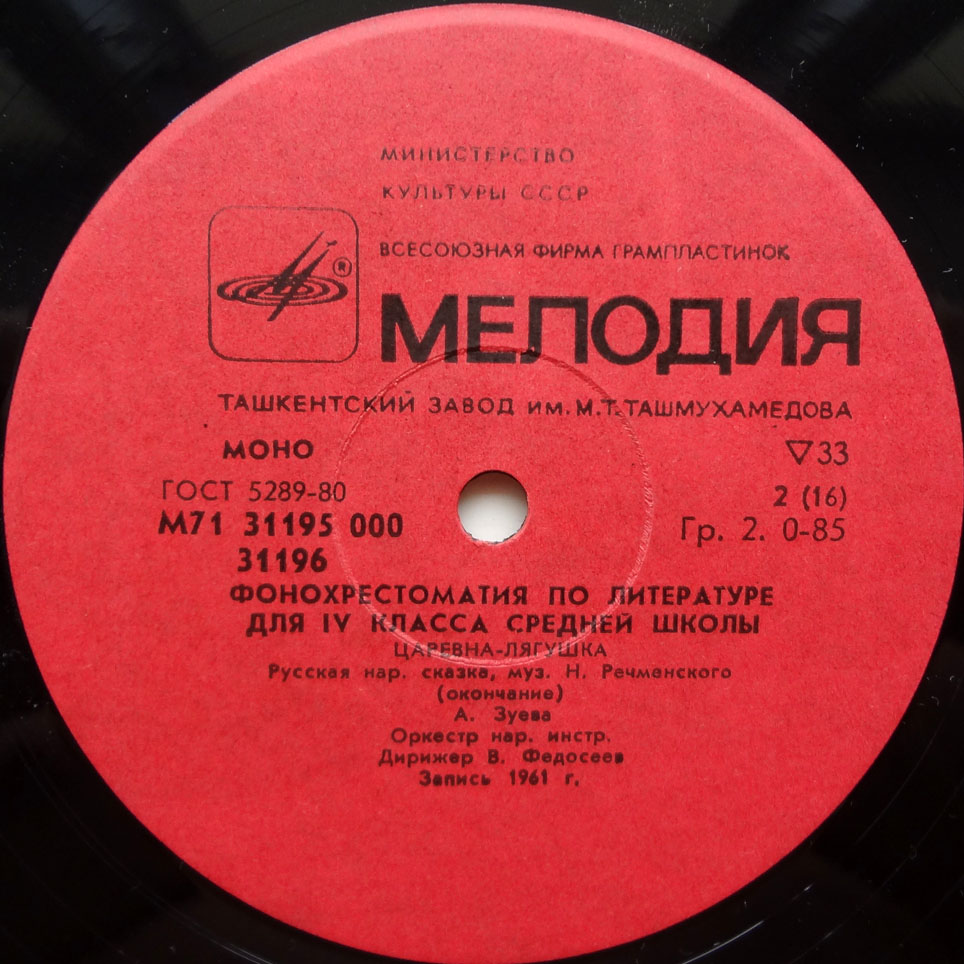 МИНИСТЕРСТВО
КУЛЬТУРЫ СССР
ВСЕСОЮЗНАЯ ФИРМА ГРАМПЛАСТИНОК
®
МЕЛОДИЯ
ТАШКЕНТСКИЙ ЗАВОД ИМ. М.Т.ТАШМУХАМЕДОВА
МОНО ▽33
ГОСТ 5289-80 2 (16)
М71 31195 000 Гр. 2. 0-85
31196
ФОНОХРЕСТОМАТИЯ ПО ЛИТЕРАТУРЕ
ДЛЯ IV КЛАССА СРЕДНЕЙ ШКОЛЫ
ЦАРЕВНА-ЛЯГУШКА
Русская нар. сказка, муз. Н. Речменского
(окончание)
А. Зуева
Оркестр нар. инстр.
Дирижер В. Федосеев
Запись 1961 г.